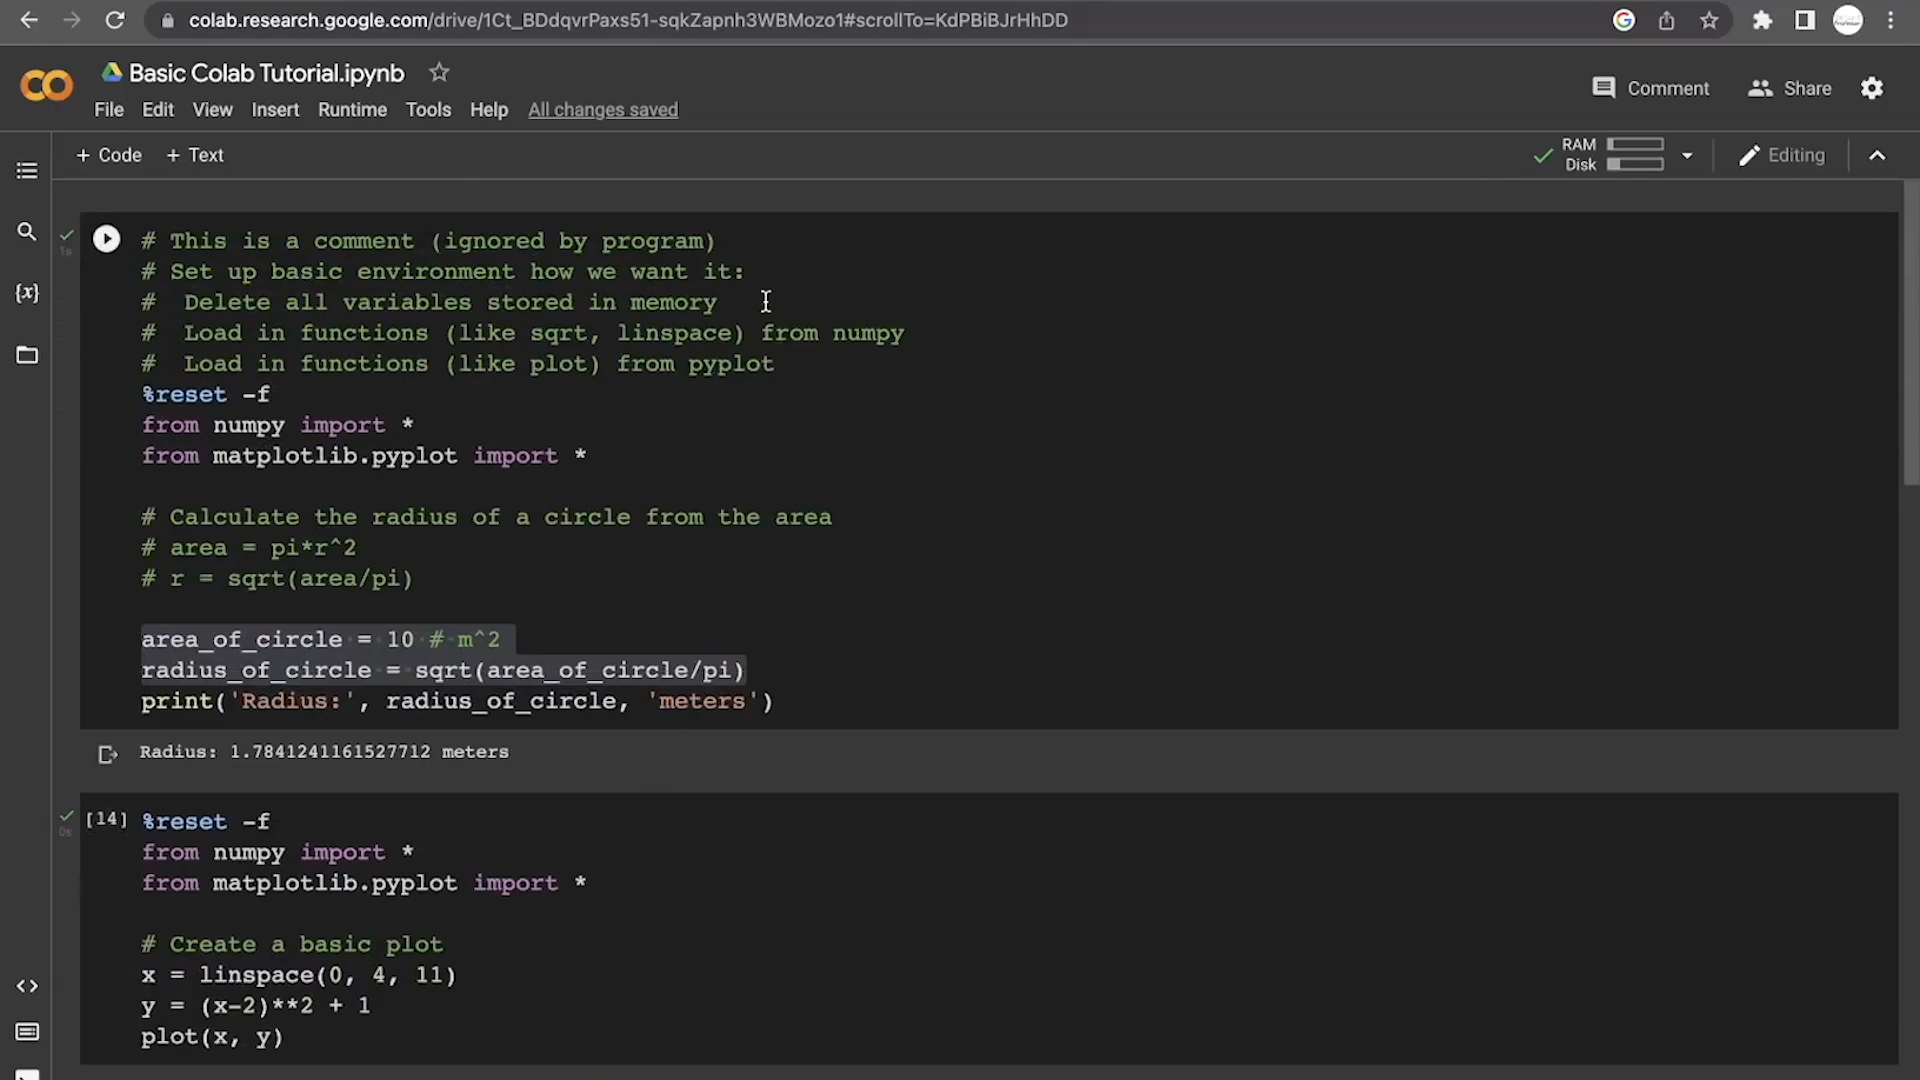 colab.research.google.com/drive/1Ct_BDdqvrPaxs51-sqkZapnh3WBMozo1#scrollTo=KdPBiBJrHhDD
Basic Colab Tutorial.ipynb
Comment
Share
File Edit View Insert Runtime Tools Help All changes saved
+ Code + Text
RAM
Disk
Editing
{x}
1s
# This is a comment (ignored by program)
# Set up basic environment how we want it:
#  Delete all variables stored in memory
#  Load in functions (like sqrt, linspace) from numpy
#  Load in functions (like plot) from pyplot
%reset -f
from numpy import *
from matplotlib.pyplot import *
# Calculate the radius of a circle from the area
# area = pi*r^2
# r = sqrt(area/pi)
area_of_circle = 10 # m^2
radius_of_circle = sqrt(area_of_circle/pi)
print('Radius:', radius_of_circle, 'meters')
Radius: 1.7841241161527712 meters
0s
[14] %reset -f
from numpy import *
from matplotlib.pyplot import *
# Create a basic plot
x = linspace(0, 4, 11)
y = (x-2)**2 + 1
plot(x, y)